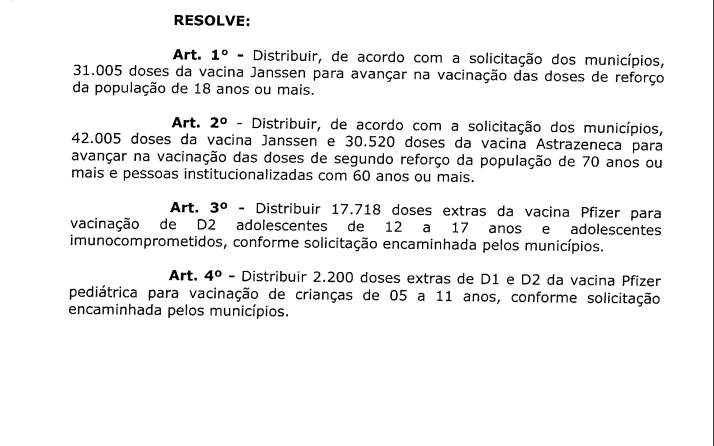 RESOLVE:
Art. 1º - Distribuir, de acordo com a solicitação dos municípios,
31.005 doses da vacina Janssen para avançar na vacinação das doses de reforço
da população de 18 anos ou mais.
Art. 2º - Distribuir, de acordo com a solicitação dos municípios,
42.005 doses da vacina Janssen e 30.520 doses da vacina Astrazeneca para
avançar na vacinação das doses de segundo reforço da população de 70 anos ou
mais e pessoas institucionalizadas com 60 anos ou mais.
Art. 3º - Distribuir 17.718 doses extras da vacina Pfizer para
vacinação de D2 adolescentes de 12 a 17 anos e adolescentes
imunocomprometidos, conforme solicitação encaminhada pelos municípios.
Art. 4º - Distribuir 2.200 doses extras de D1 e D2 da vacina Pfizer
pediátrica para vacinação de crianças de 05 a 11 anos, conforme solicitação
encaminhada pelos municípios.